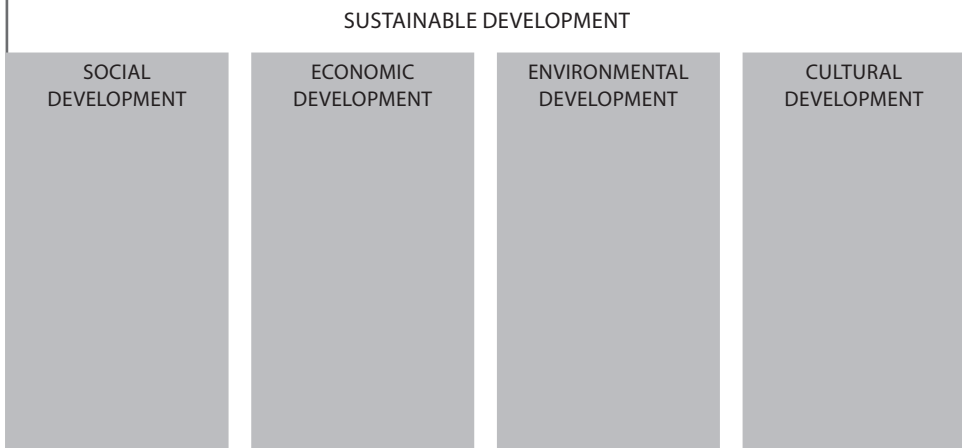 SUSTAINABLE DEVELOPMENT
SOCIAL
DEVELOPMENT
ECONOMIC
DEVELOPMENT
ENVIRONMENTAL
DEVELOPMENT
CULTURAL
DEVELOPMENT